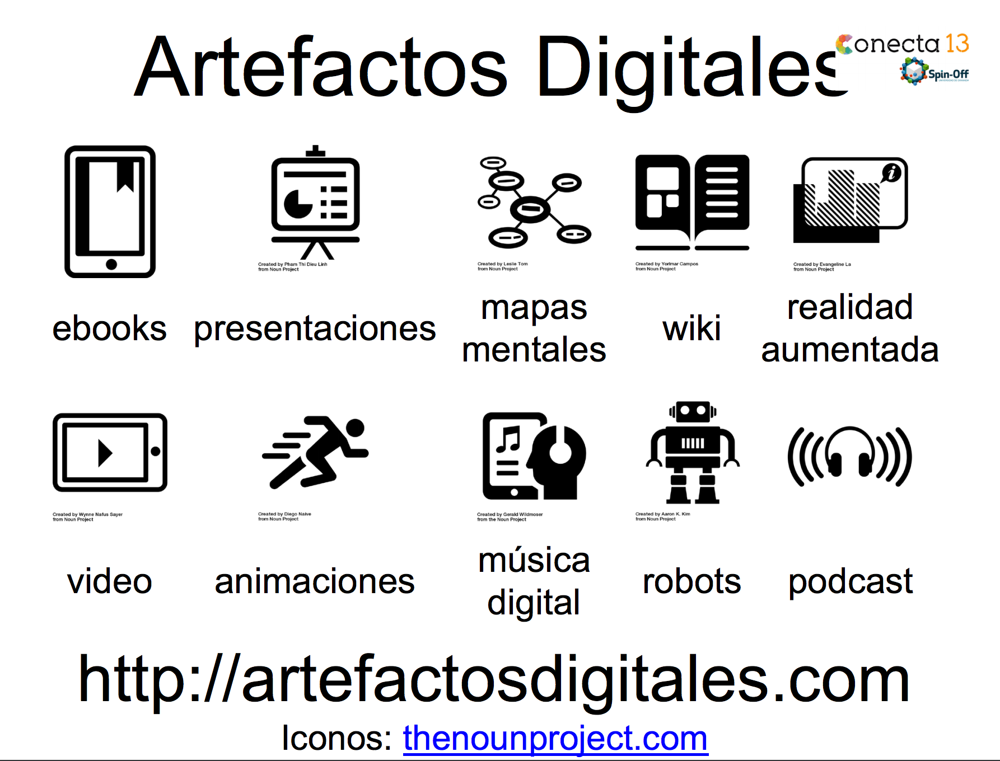 Artefactos Digitales
Conecta 13
Spin-Off
UNIVERSIDAD DE GRANADA
Created by Pham Thi Dieu Linh
from Noun Project
Created by Leslie Tom
from Noun Project
Created by Yorlmar Campos
from Noun Project
Created by Evangeline La
from Noun Project
ebooks
presentaciones
mapas
mentales
wiki
realidad
aumentada
Created by Wynne Nafus Sayer
from Noun Project
Created by Diego Naive
from Noun Project
Created by Gerald Wildmoser
from the Noun Project
Created by Aaron K. Kim
from Noun Project
video
animaciones
música
digital
robots
podcast
http://artefactosdigitales.com
Iconos: thenounproject.com